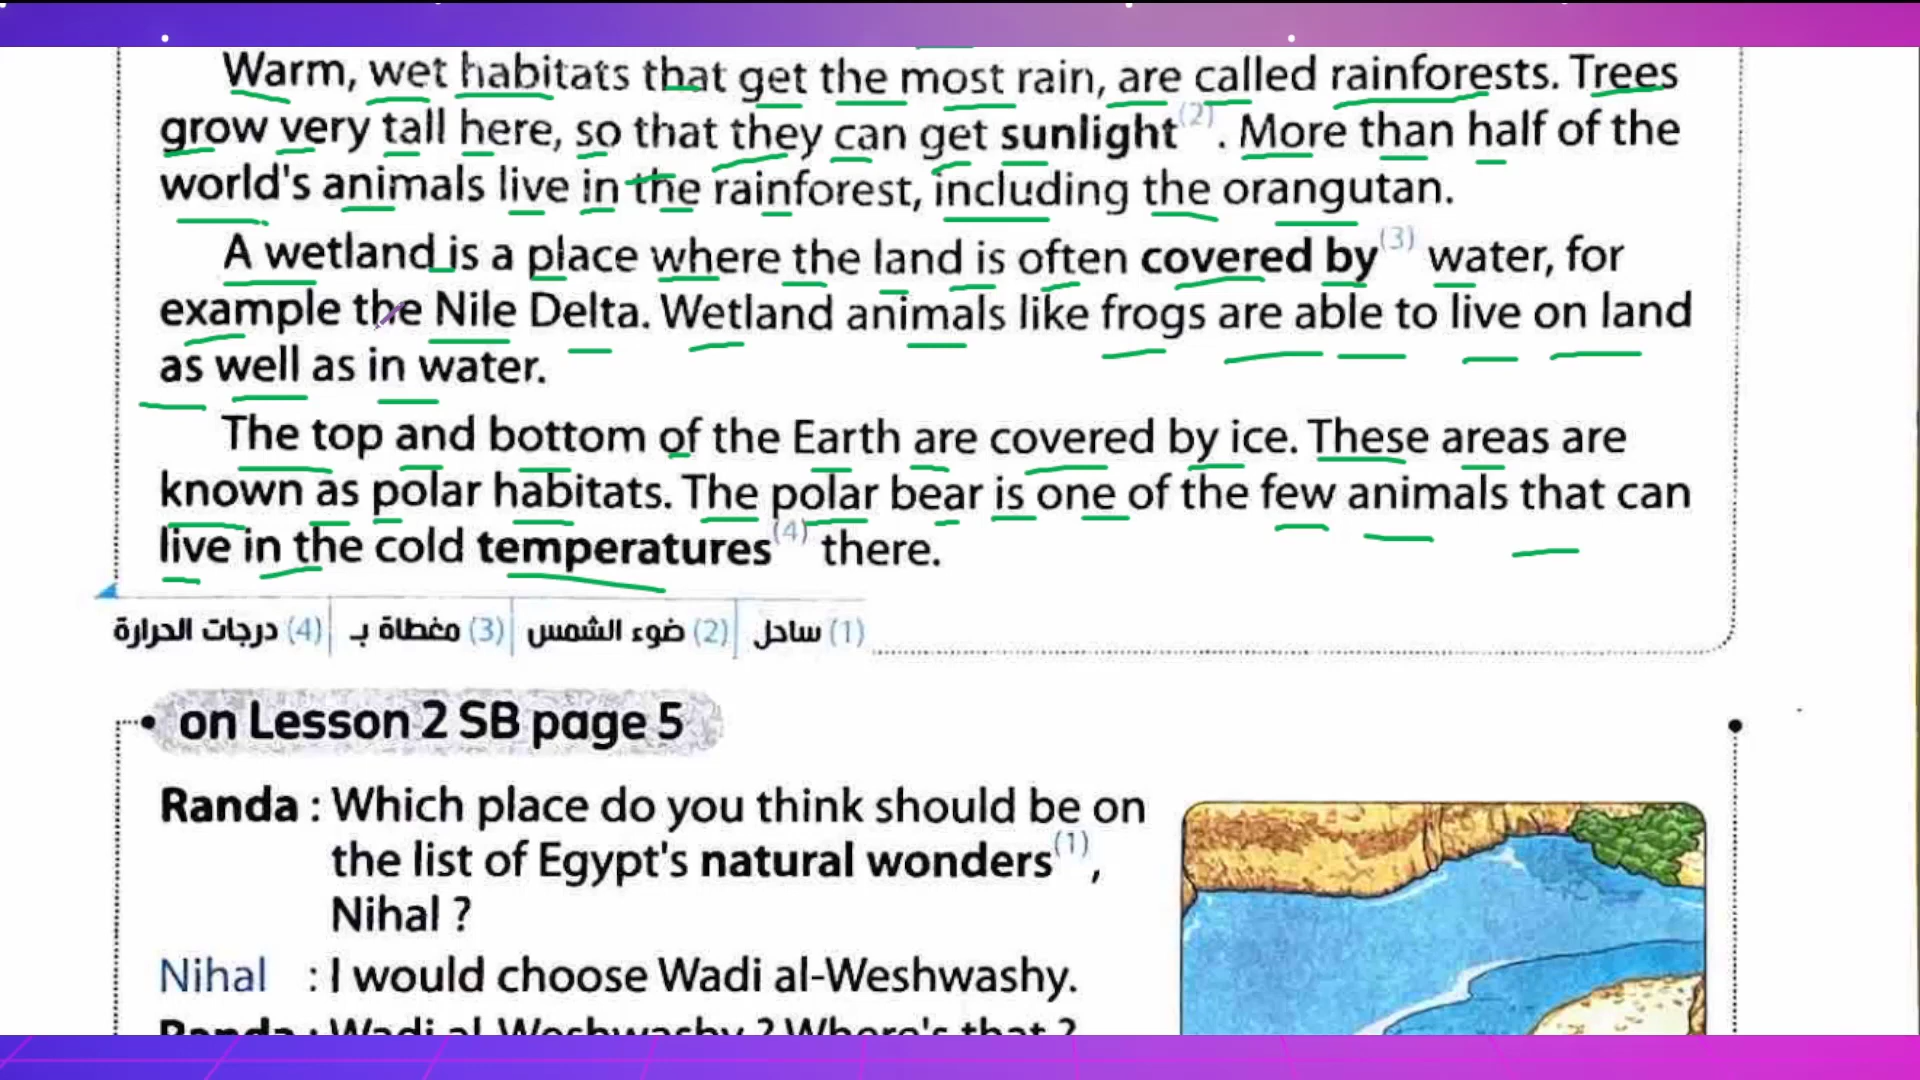 Warm, wet habitats that get the most rain, are called rainforests. Trees
grow very tall here, so that they can get sunlight(2). More than half of the
world's animals live in the rainforest, including the orangutan.
A wetland is a place where the land is often covered by(3) water, for
example the Nile Delta. Wetland animals like frogs are able to live on land
as well as in water.
The top and bottom of the Earth are covered by ice. These areas are
known as polar habitats. The polar bear is one of the few animals that can
live in the cold temperatures(4) there.
(1) ساحل (2) ضوء الشمس (3) مغطاة بـ (4) درجات الحرارة
• on Lesson 2 SB page 5
Randa : Which place do you think should be on
the list of Egypt's natural wonders(1),
Nihal ?
Nihal : I would choose Wadi al-Weshwashy.
Randa : Wadi al-Weshwashy ? Where's that ?